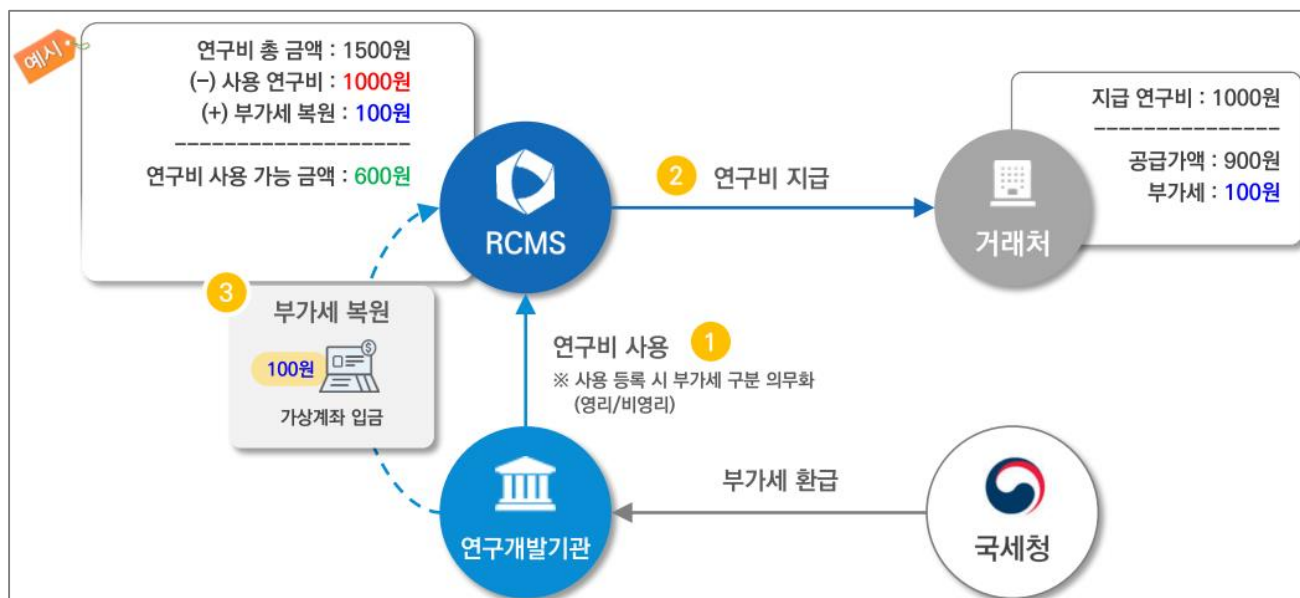 예시
연구비 총 금액 : 1500원
(-) 사용 연구비 : 1000원
(+) 부가세 복원 : 100원
--------------------
연구비 사용 가능 금액 : 600원
RCMS
2 연구비 지급
지급 연구비 : 1000원
---------------
공급가액 : 900원
부가세 : 100원
거래처
3
부가세 복원
100원
가상계좌 입금
연구비 사용 1
※ 사용 등록 시 부가세 구분 의무화
(영리/비영리)
연구개발기관
부가세 환급
국세청